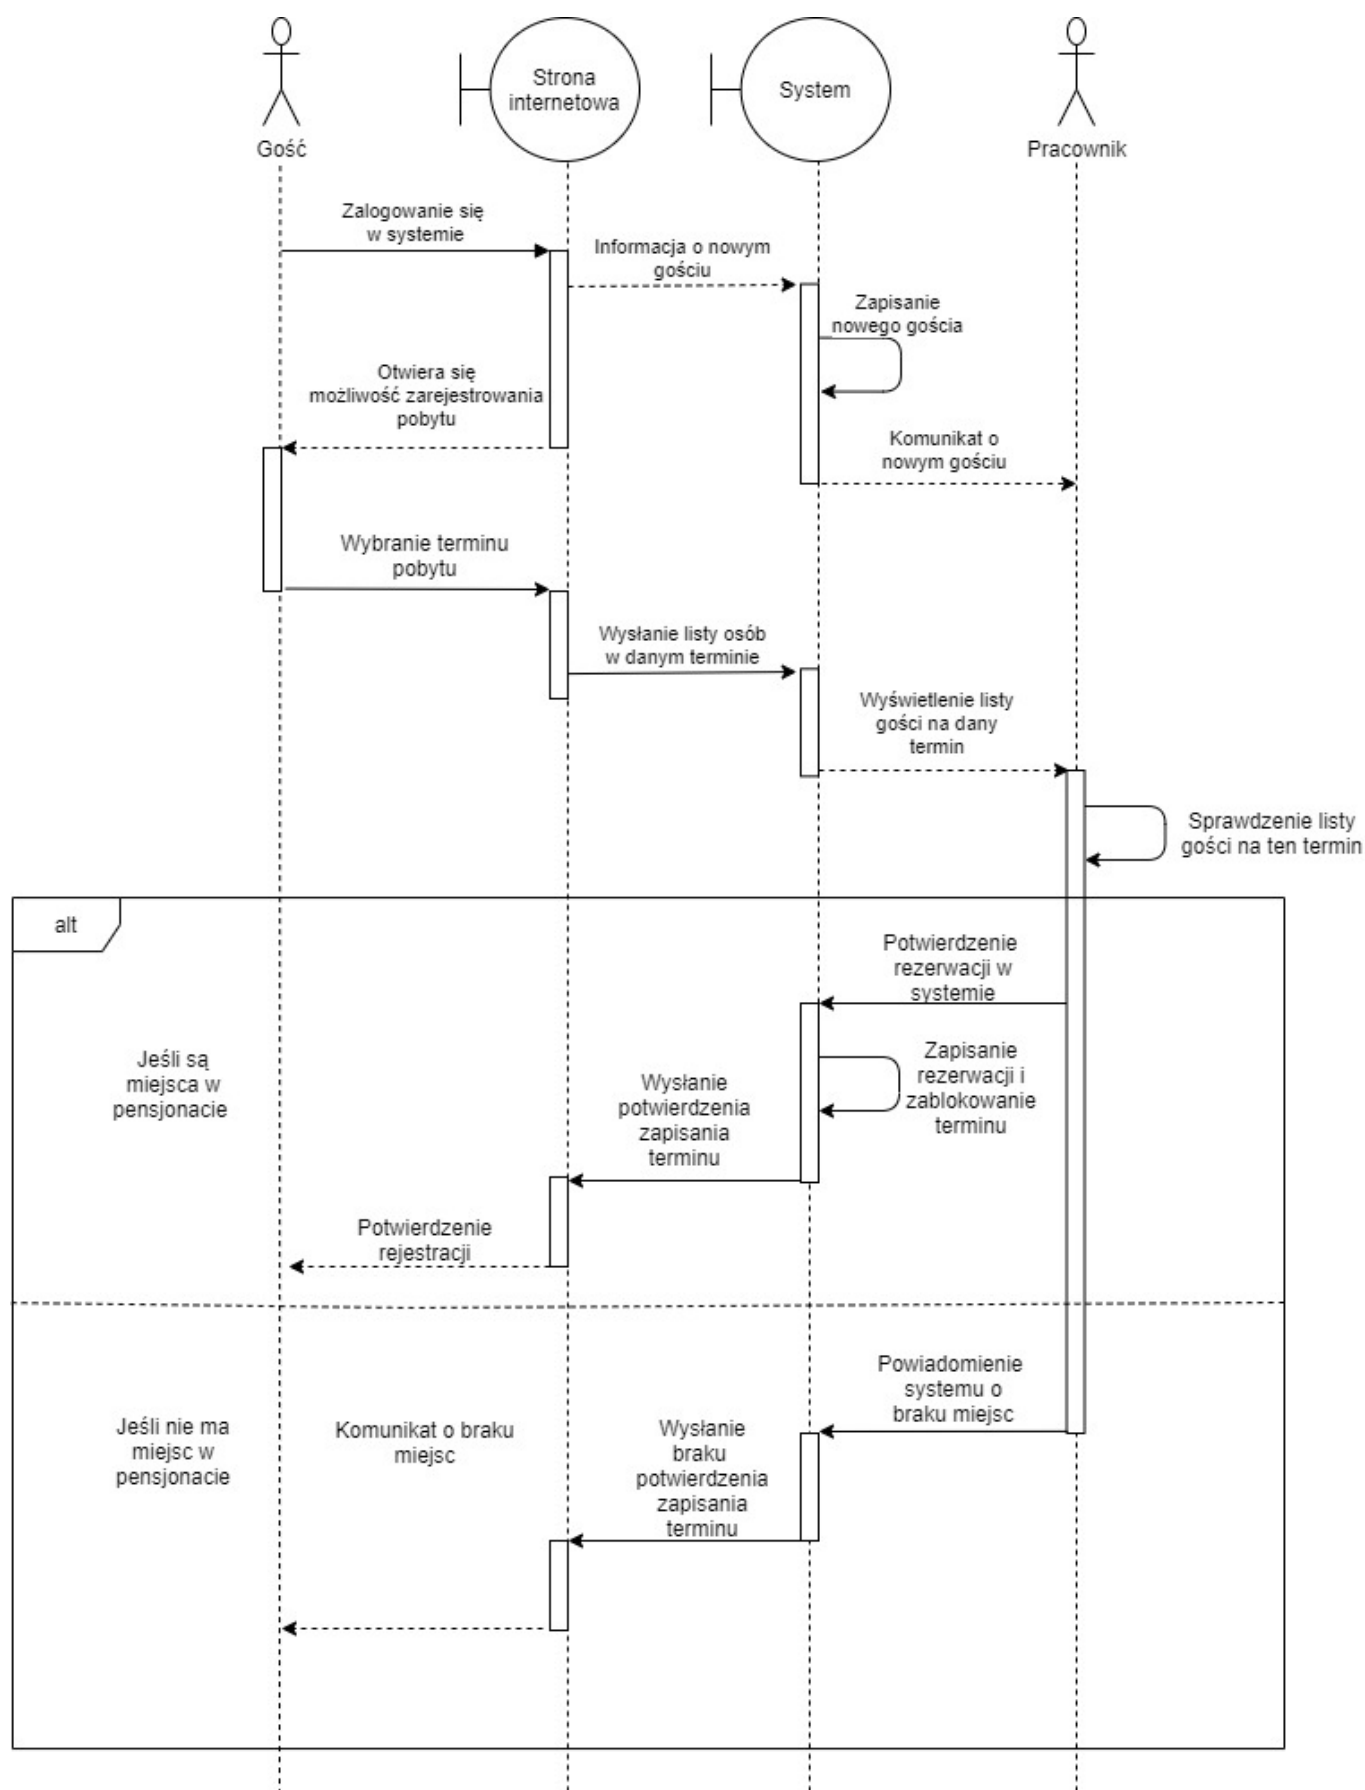 Strona
internetowa
System
Gość
Pracownik
Zalogowanie się
w systemie
Informacja o nowym
gościu
Zapisanie
nowego gościa
Otwiera się
możliwość zarejestrowania
pobytu
Komunikat o
nowym gościu
Wybranie terminu
pobytu
Wysłanie listy osób
w danym terminie
Wyświetlenie listy
gości na dany
termin
Sprawdzenie listy
gości na ten termin
alt
Potwierdzenie
rezerwacji w
systemie
Jeśli są
miejsca w
pensjonacie
Zapisanie
rezerwacji i
zablokowanie
terminu
Wysłanie
potwierdzenia
zapisania
terminu
Potwierdzenie
rejestracji
Powiadomienie
systemu o
braku miejsc
Jeśli nie ma
miejsc w
pensjonacie
Komunikat o braku
miejsc
Wysłanie
braku
potwierdzenia
zapisania
terminu